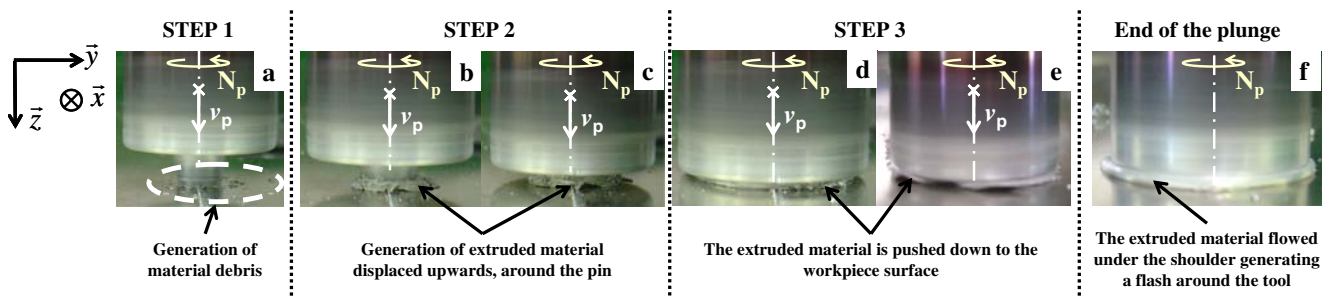 STEP 1
STEP 2
STEP 3
End of the plunge
y
x
z
a
Np
vp
b
Np
vp
c
Np
vp
d
Np
vp
e
Np
vp
f
Np
Generation of
material debris
Generation of extruded material
displaced upwards, around the pin
The extruded material is pushed down to the
workpiece surface
The extruded material flowed
under the shoulder generating
a flash around the tool